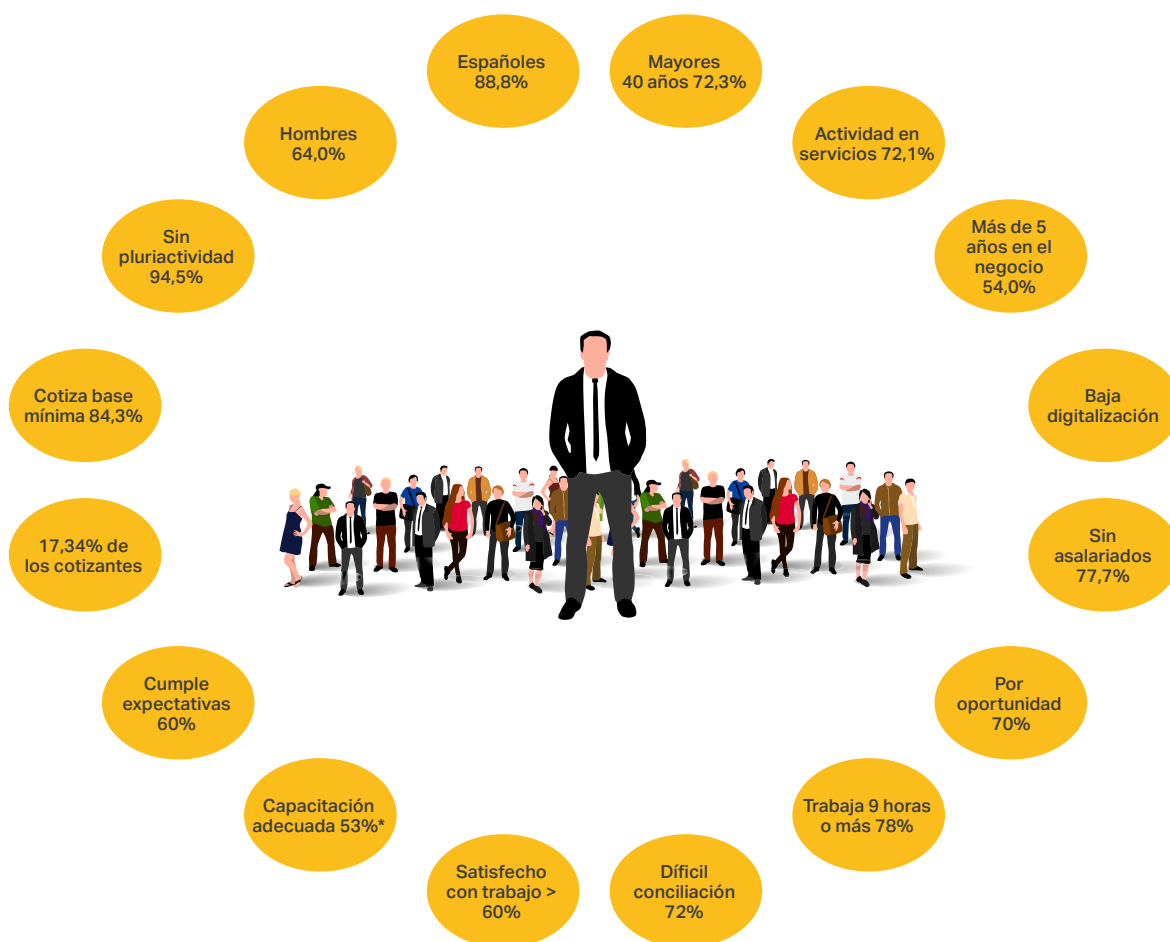 Españoles
88,8%
Mayores
40 años 72,3%
Hombres
64,0%
Actividad en
servicios 72,1%
Sin
pluriactividad
94,5%
Más de 5
años en el
negocio
54,0%
Cotiza base
mínima 84,3%
Baja
digitalización
17,34% de
los cotizantes
Sin
asalariados
77,7%
Cumple
expectativas
60%
Por
oportunidad
70%
Capacitación
adecuada 53%*
Trabaja 9 horas
o más 78%
Satisfecho
con trabajo >
60%
Díficil
conciliación
72%